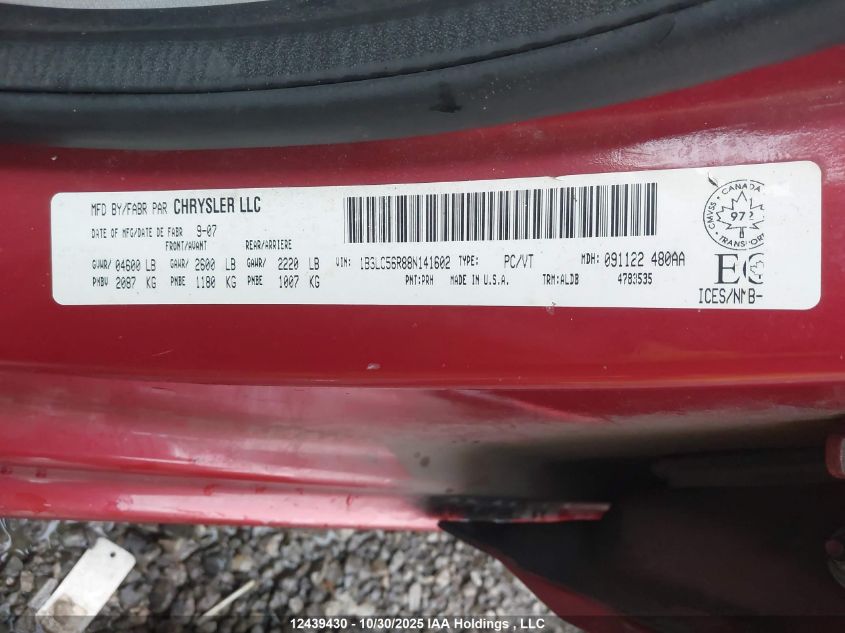 MFD BY/FABR PAR CHRYSLER LLC
DATE OF MFG/DATE DE FABR 9-07
FRONT/AVANT REAR/ARRIERE
GVWR/ 04600 LB GAWR/ 2600 LB GAWR/ 2220 LB
PNBV 2087 KG PNBE 1180 KG PNBE 1007 KG
VIN: 1B3LC56R88N141602 TYPE: PC/VT MDH: 091122 480AA
PNT:PRH MADE IN U.S.A. TRM:ALDB 4783535
CMVSS CANADA
972
TRANSPORT
ICES/NMB-
12439430 - 10/30/2025 IAA Holdings, LLC